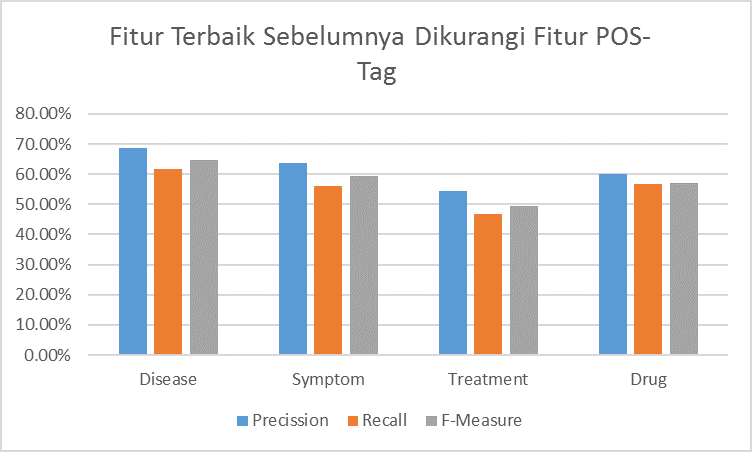 Fitur Terbaik Sebelumnya Dikurangi Fitur POS-
Tag
80.00%
70.00%
60.00%
50.00%
40.00%
30.00%
20.00%
10.00%
0.00%
Disease Symptom Treatment Drug
Precission Recall F-Measure